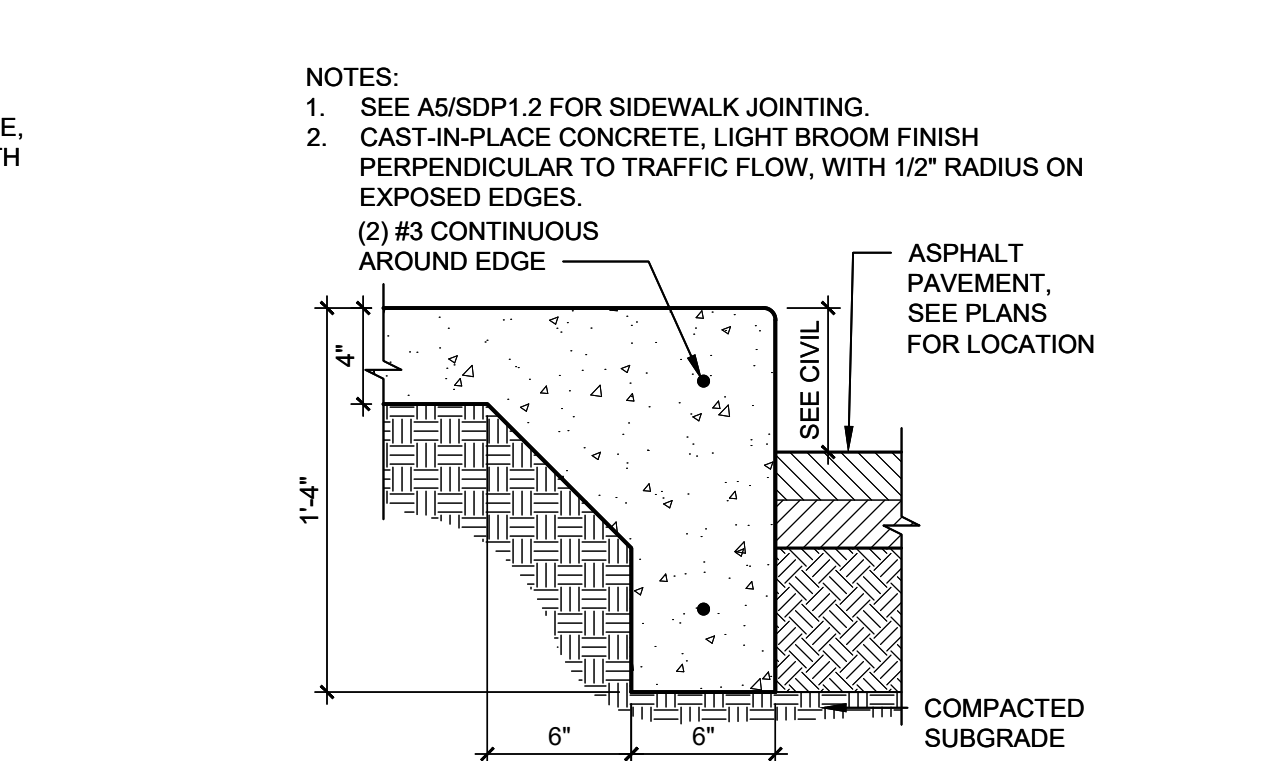 E,
TH
NOTES:
1. SEE A5/SDP1.2 FOR SIDEWALK JOINTING.
2. CAST-IN-PLACE CONCRETE, LIGHT BROOM FINISH
PERPENDICULAR TO TRAFFIC FLOW, WITH 1/2" RADIUS ON
EXPOSED EDGES.
(2) #3 CONTINUOUS
AROUND EDGE
ASPHALT
PAVEMENT,
SEE PLANS
FOR LOCATION
SEE CIVIL
4"
1'-4"
6"
6"
COMPACTED
SUBGRADE